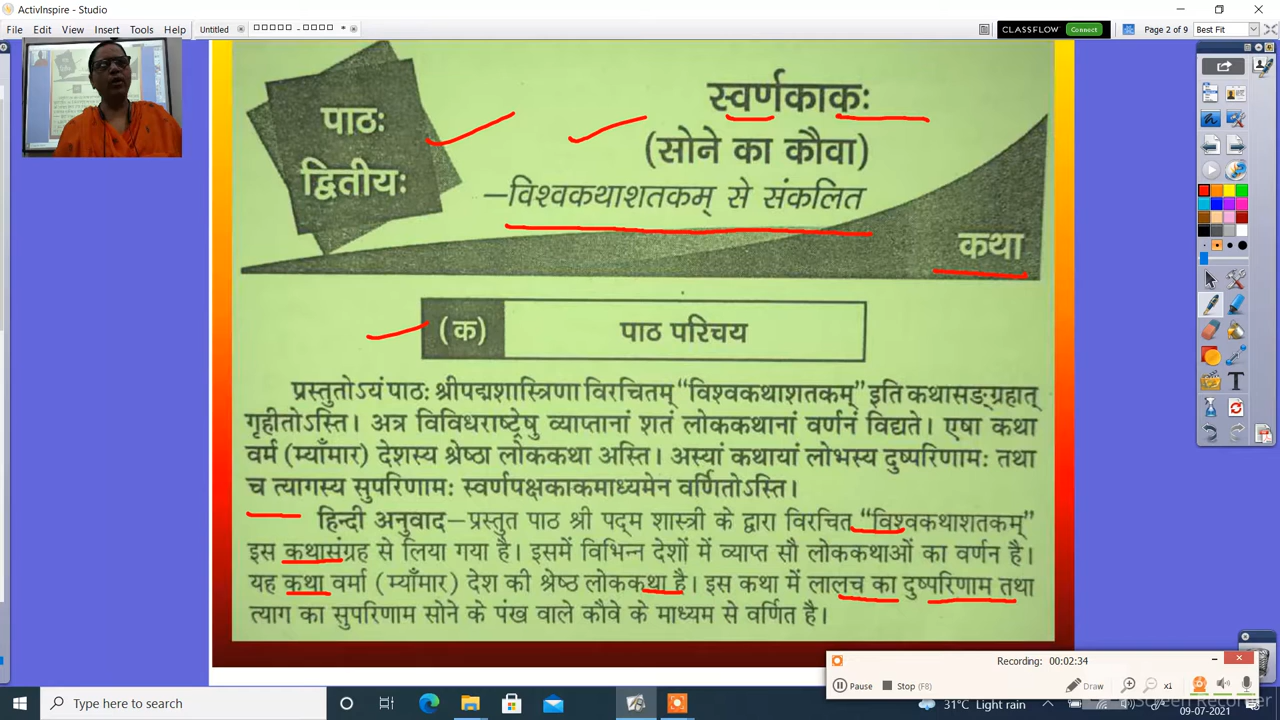 ActivInspire - Studio
File Edit View Insert Tools Help Untitled
CLASSFLOW Connect
Page 2 of 9 Best Fit
पाठः
द्वितीयः
स्वर्णकाकः
(सोने का कौवा)
–विश्वकथाशतकम् से संकलित
कथा
(क) पाठ परिचय
प्रस्तुतोऽयं पाठः श्रीपद्मशास्त्रिणा विरचितम् “विश्वकथाशतकम्” इति कथासङ्ग्रहात्
गृहीतोऽस्ति। अत्र विविधराष्ट्रेषु व्याप्तानां शतं लोककथानां वर्णनं विद्यते। एषा कथा
वर्म (म्याँमार) देशस्य श्रेष्ठा लोककथा अस्ति। अस्यां कथायां लोभस्य दुष्परिणामः तथा
च त्यागस्य सुपरिणामः स्वर्णपक्षकाकमाध्यमेन वर्णितोऽस्ति।
हिन्दी अनुवाद–प्रस्तुत पाठ श्री पद्म शास्त्री के द्वारा विरचित “विश्वकथाशतकम्”
इस कथासंग्रह से लिया गया है। इसमें विभिन्न देशों में व्याप्त सौ लोककथाओं का वर्णन है।
यह कथा वर्मा (म्याँमार) देश की श्रेष्ठ लोककथा है। इस कथा में लालच का दुष्परिणाम तथा
त्याग का सुपरिणाम सोने के पंख वाले कौवे के माध्यम से वर्णित है।
Recording: 00:02:34
Pause Stop (F8) Draw x1
Screen Recorder
Type here to search
31°C Light rain
09-07-2021